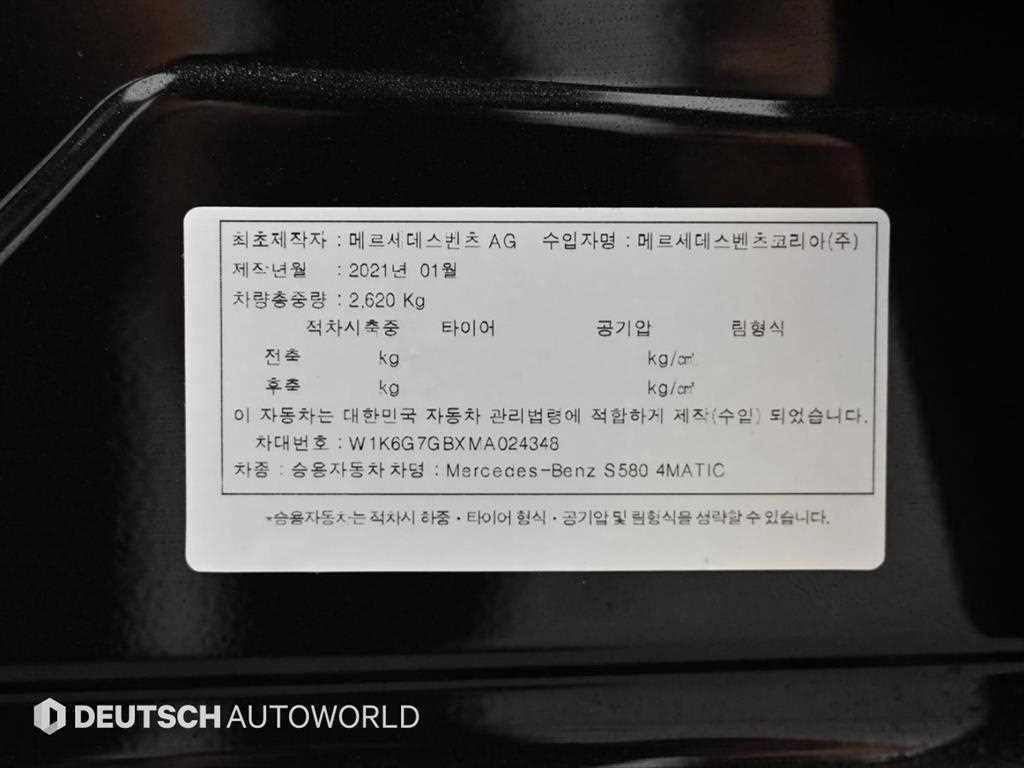 최초제작자 : 메르세데스벤츠 AG 수입자명 : 메르세데스벤츠코리아(주)
제작년월 : 2021년 01월
차량총중량 : 2,620 Kg
적차시축중 타이어 공기압 림형식
전축 kg kg/㎠
후축 kg kg/㎠
이 자동차는 대한민국 자동차 관리법령에 적합하게 제작(수입) 되었습니다.
차대번호 : W1K6G7GBXMA024348
차종 : 승용자동차 차명 : Mercedes-Benz S580 4MATIC
*승용자동차는 적차시 하중·타이어 형식·공기압 및 림형식을 생략할 수 있습니다.
DEUTSCH AUTOWORLD